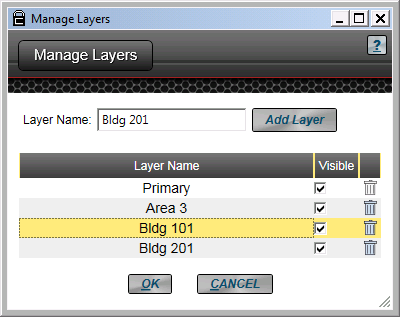 Manage Layers
?
Manage Layers
Layer Name: Bldg 201 Add Layer
Layer Name Visible
Primary
Area 3
Bldg 101
Bldg 201
OK CANCEL